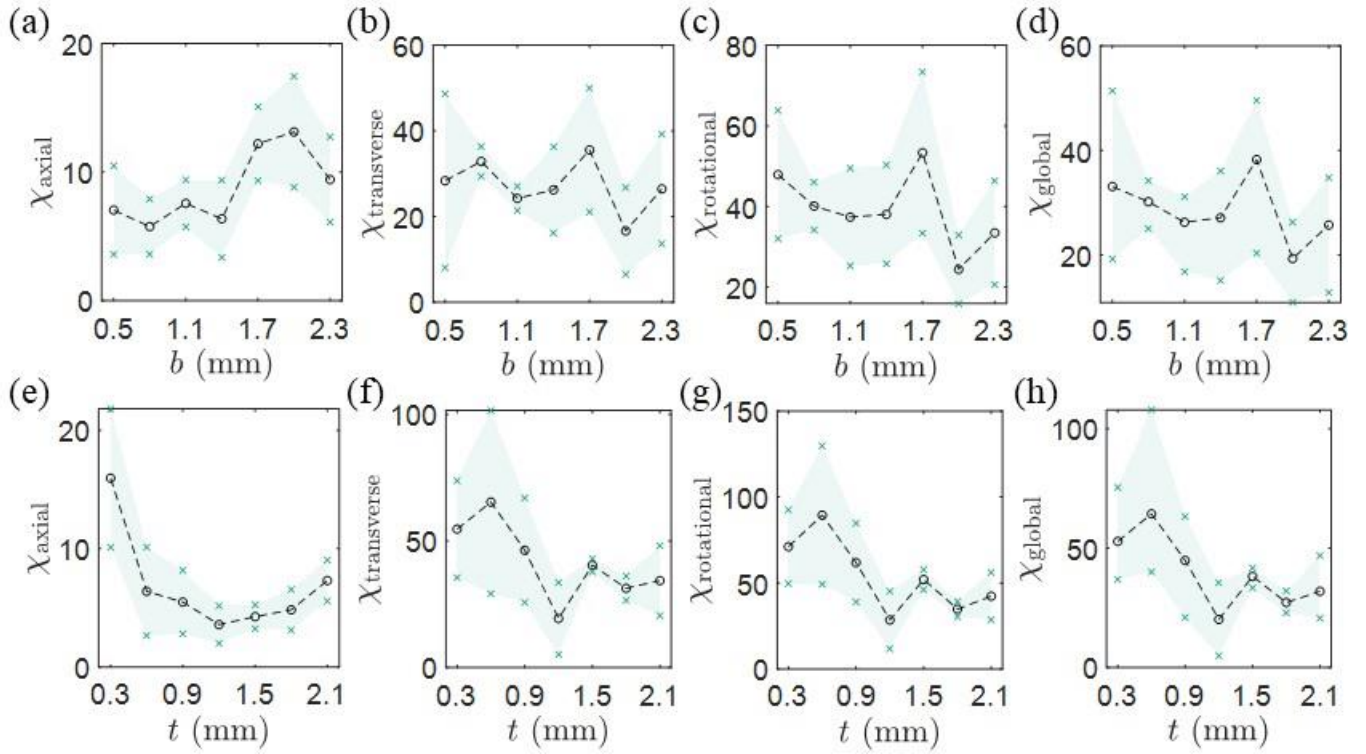 (a)
20
10
0
χaxial
0.5 1.1 1.7 2.3
b (mm)
(b)
60
40
20
0
χtransverse
0.5 1.1 1.7 2.3
b (mm)
(c)
80
60
40
20
χrotational
0.5 1.1 1.7 2.3
b (mm)
(d)
60
40
20
χglobal
0.5 1.1 1.7 2.3
b (mm)
(e)
20
10
0
χaxial
0.3 0.9 1.5 2.1
t (mm)
(f)
100
50
0
χtransverse
0.3 0.9 1.5 2.1
t (mm)
(g)
150
100
50
0
χrotational
0.3 0.9 1.5 2.1
t (mm)
(h)
100
50
0
χglobal
0.3 0.9 1.5 2.1
t (mm)